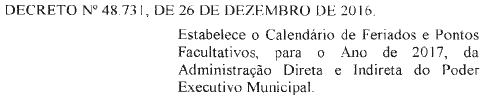 DECRETO Nº 48.731, DE 26 DE DEZEMBRO DE 2016.
Estabelece o Calendário de Feriados e Pontos
Facultativos, para o Ano de 2017, da
Administração Direta e Indireta do Poder
Executivo Municipal.